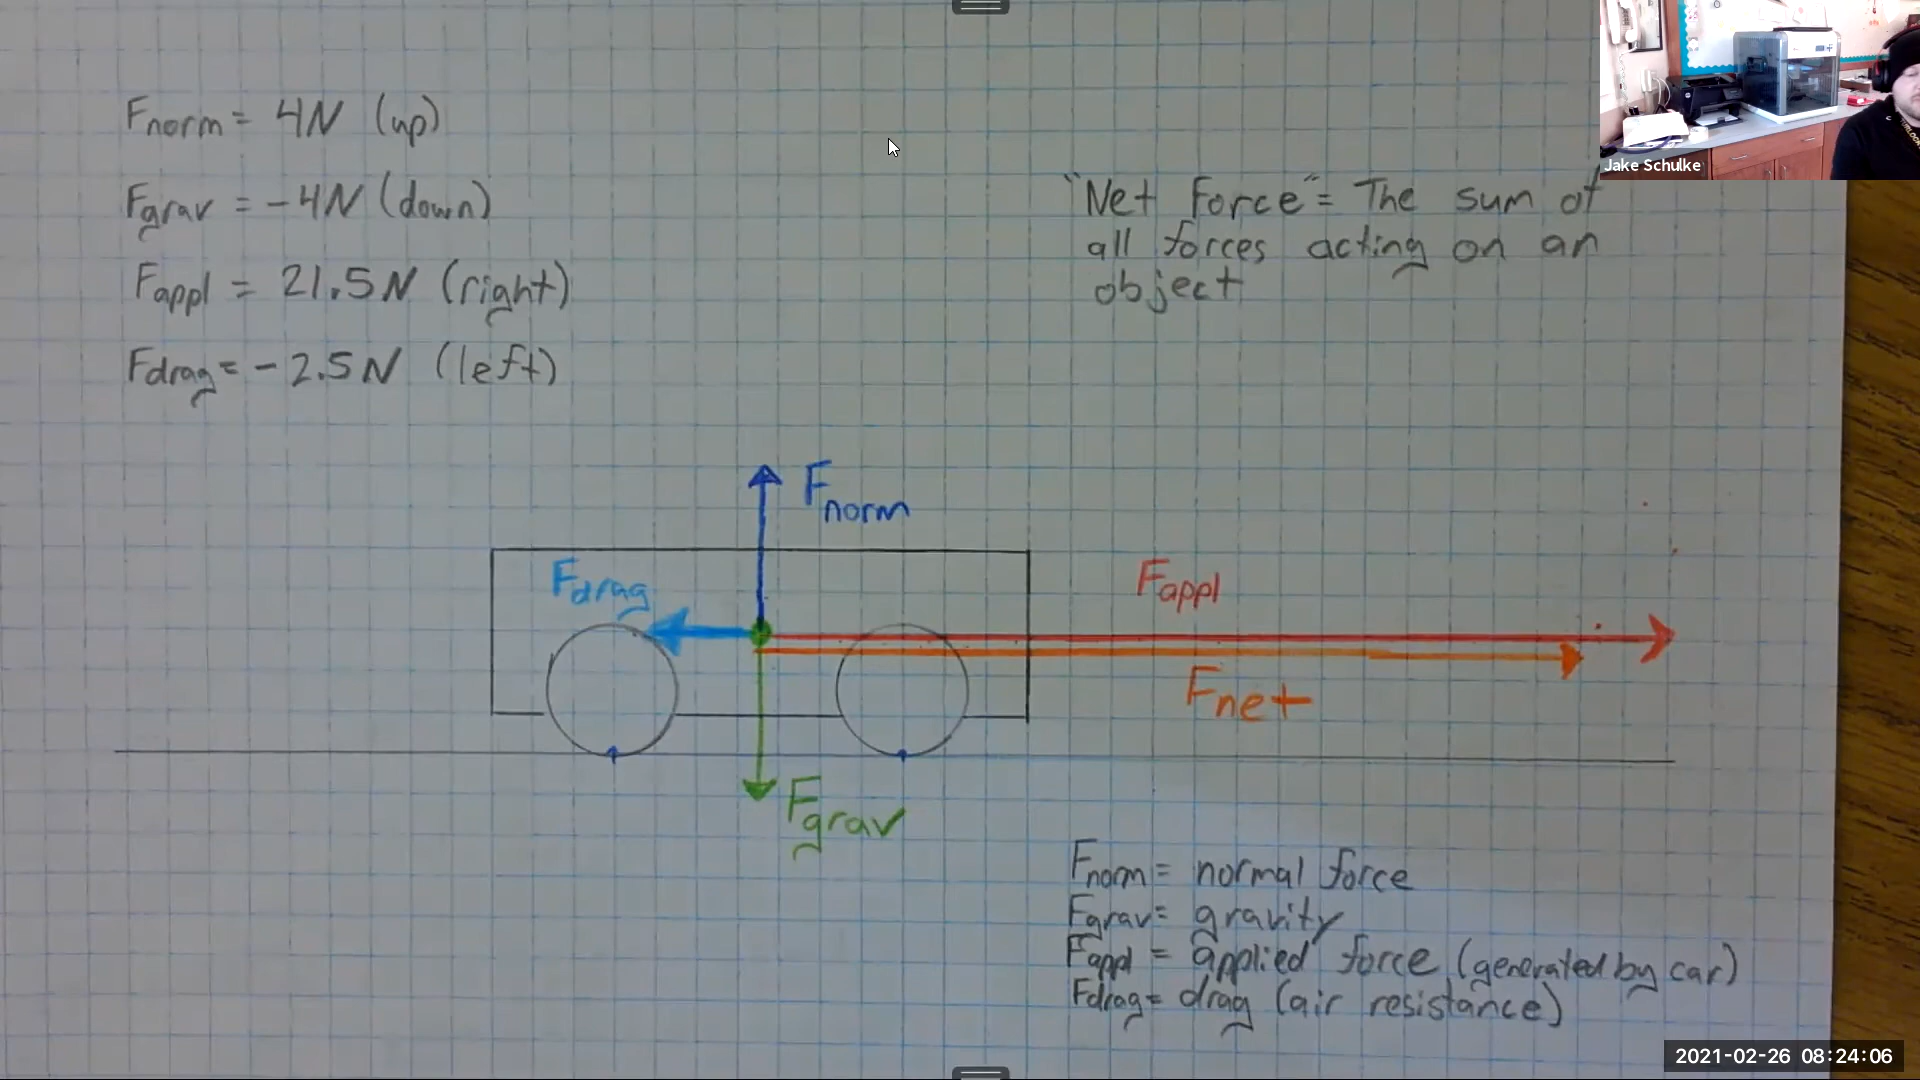 Fnorm = 4N (up)
Fgrav = -4N (down)
Fappl = 21.5N (right)
Fdrag = -2.5N (left)
"Net Force" = The sum of
all forces acting on an
object
Jake Schulke
Fnorm
Fdrag
Fappl
Fnet
Fgrav
Fnorm = normal force
Fgrav = gravity
Fappl = applied force (generated by car)
Fdrag = drag (air resistance)
2021-02-26 08:24:06